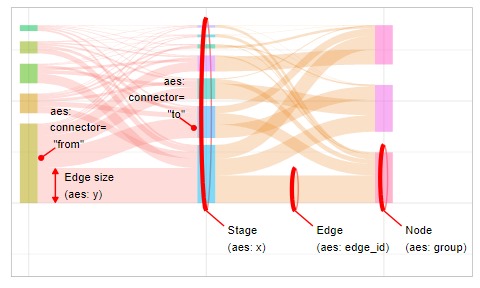 aes:
connector=
"from"
aes:
connector=
"to"
Edge size
(aes: y)
Stage
(aes: x)
Edge
(aes: edge_id)
Node
(aes: group)